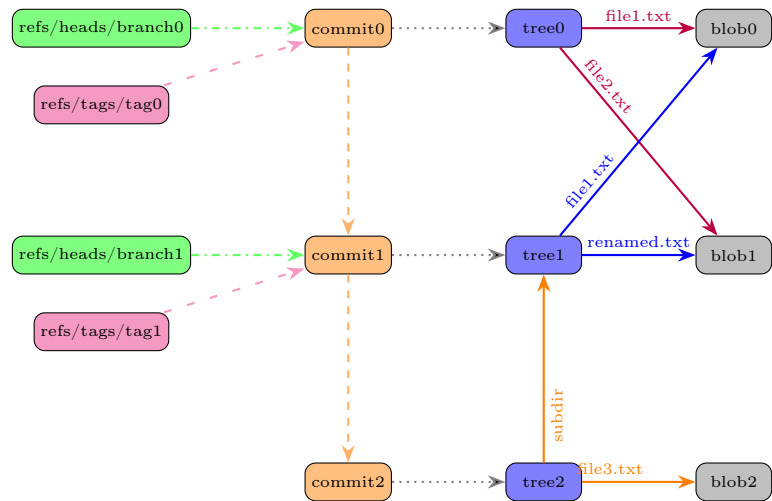 refs/heads/branch0
commit0
tree0
file1.txt
blob0
file2.txt
refs/tags/tag0
file1.txt
refs/heads/branch1
commit1
tree1
renamed.txt
blob1
refs/tags/tag1
subdir
commit2
tree2
file3.txt
blob2